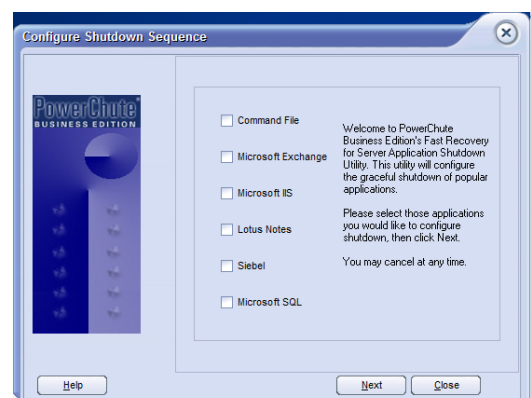 Configure Shutdown Sequence
PowerChute
BUSINESS EDITION
Command File
Microsoft Exchange
Microsoft IIS
Lotus Notes
Siebel
Microsoft SQL
Welcome to PowerChute
Business Edition's Fast Recovery
for Server Application Shutdown
Utility. This utility will configure
the graceful shutdown of popular
applications.
Please select those applications
you would like to configure
shutdown, then click Next.
You may cancel at any time.
Help
Next
Close